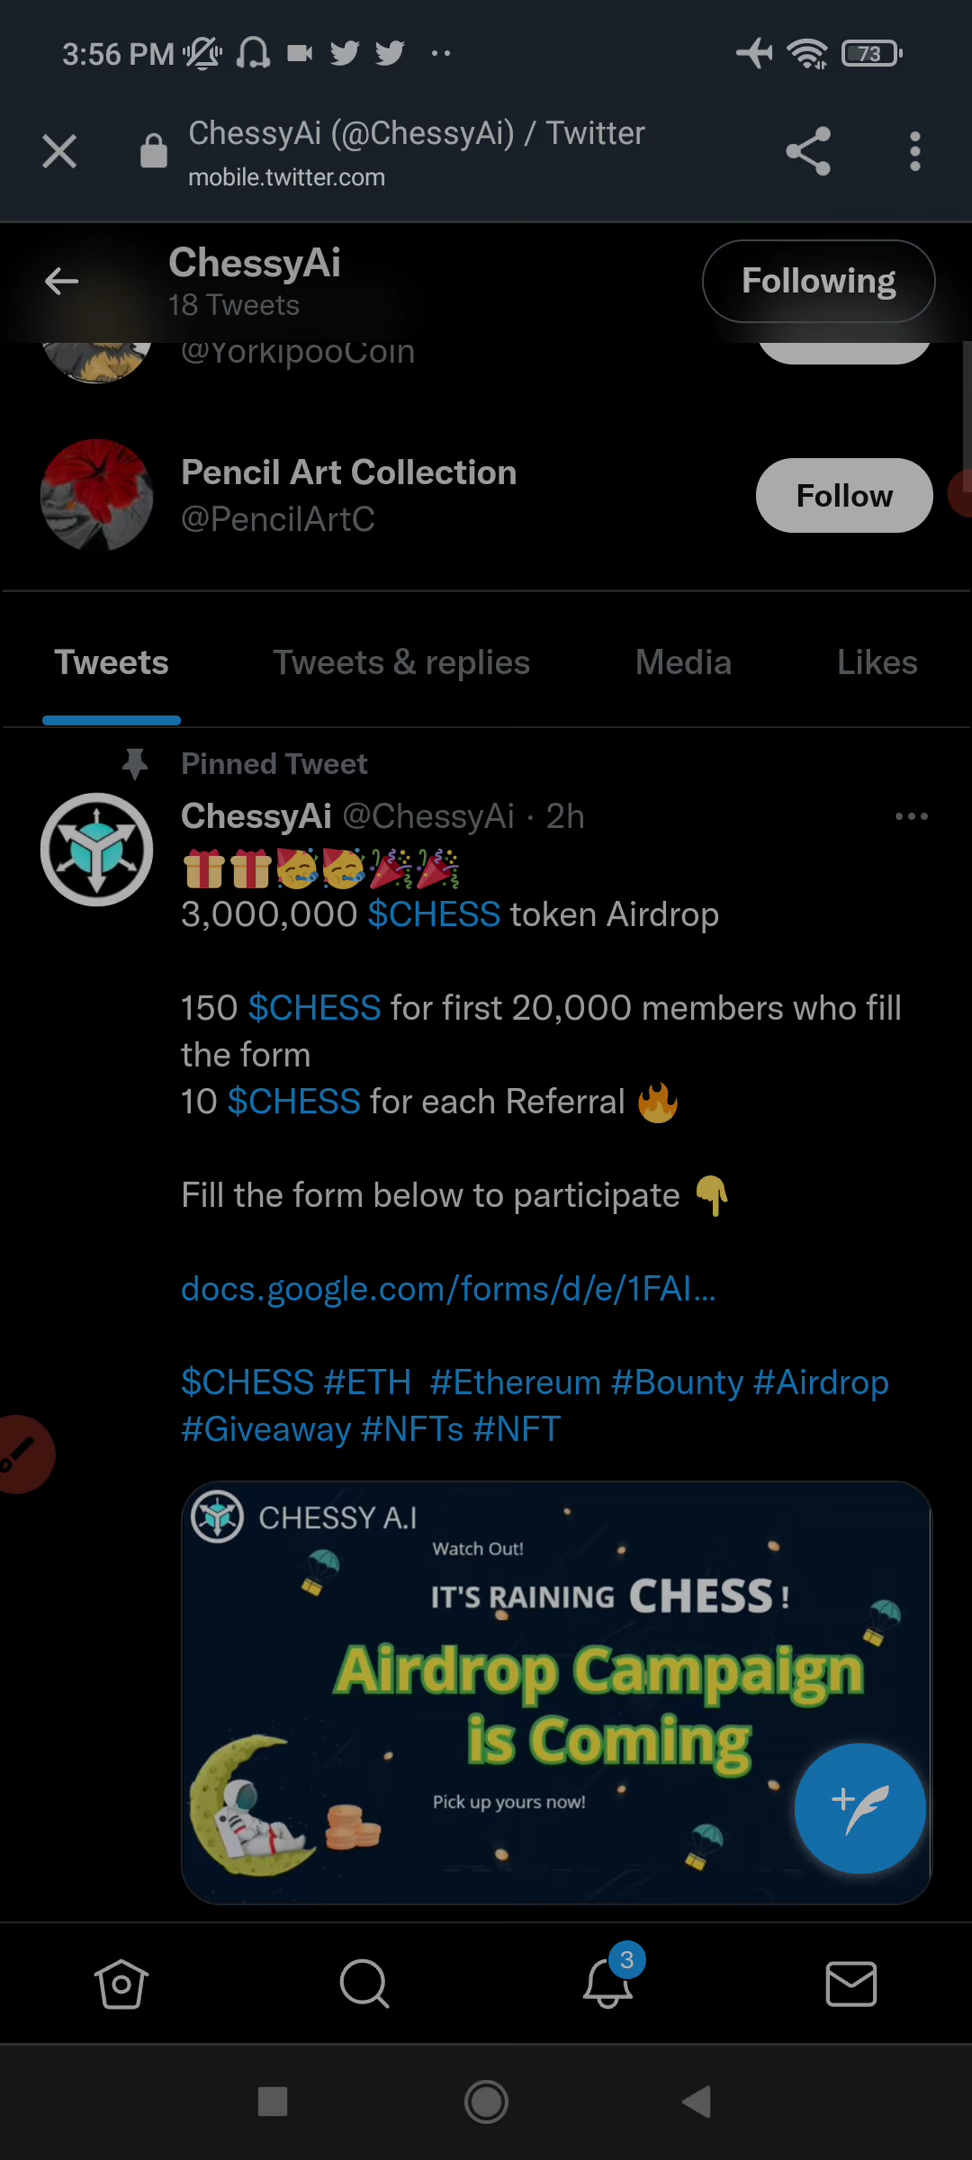 3:56 PM
73
ChessyAi (@ChessyAi) / Twitter
mobile.twitter.com
ChessyAi
18 Tweets
Following
@YorkipooCoin
Pencil Art Collection
@PencilArtC
Follow
Tweets
Tweets & replies
Media
Likes
Pinned Tweet
ChessyAi @ChessyAi · 2h
🎁🎁🥳🥳🎉🎉
3,000,000 $CHESS token Airdrop
150 $CHESS for first 20,000 members who fill
the form
10 $CHESS for each Referral 🔥
Fill the form below to participate 👇
docs.google.com/forms/d/e/1FAI...
$CHESS #ETH #Ethereum #Bounty #Airdrop
#Giveaway #NFTs #NFT
CHESSY A.I
Watch Out!
IT'S RAINING CHESS !
Airdrop Campaign
is Coming
Pick up yours now!
3